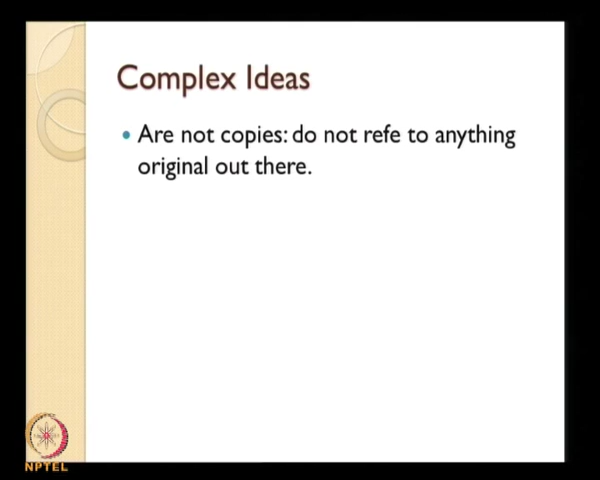 Complex Ideas
• Are not copies: do not refe to anything
original out there.
NPTEL